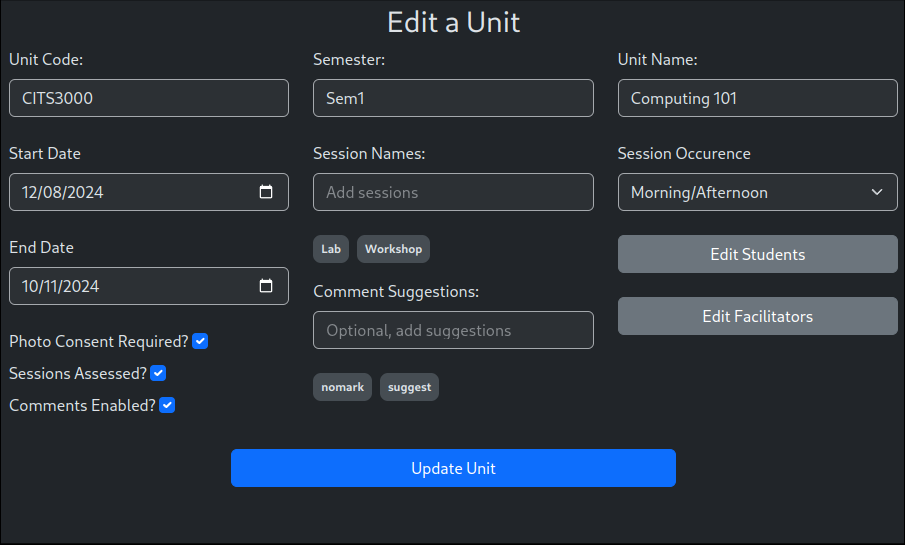 Edit a Unit
Unit Code:
CITS3000
Semester:
Sem1
Unit Name:
Computing 101
Start Date
12/08/2024
Session Names:
Add sessions
Lab Workshop
Session Occurence
Morning/Afternoon
End Date
10/11/2024
Comment Suggestions:
Optional, add suggestions
nomark suggest
Edit Students
Edit Facilitators
Photo Consent Required?
Sessions Assessed?
Comments Enabled?
Update Unit